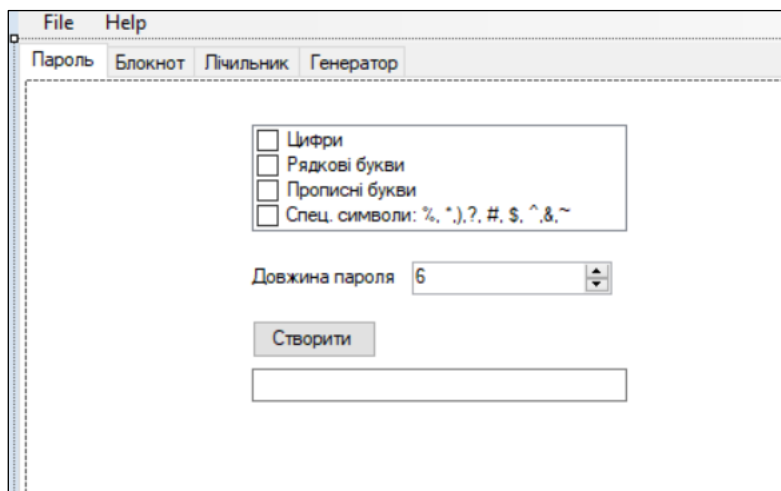 File Help
Пароль Блокнот Лічильник Генератор
Цифри
Рядкові букви
Прописні букви
Спец. символи: %, *,),?, #, $, ^,&,~
Довжина пароля 6
Створити